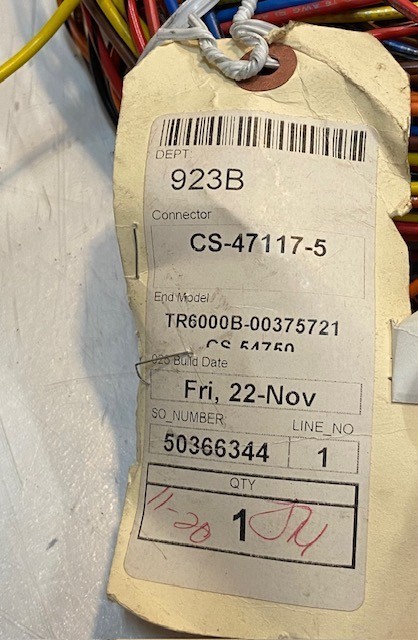 DEPT:
923B
Connector
CS-47117-5
End Model
TR6000B-00375721
CS-54750
925 Build Date
Fri, 22-Nov
SO_NUMBER: LINE_NO
50366344 1
QTY
11-20 1